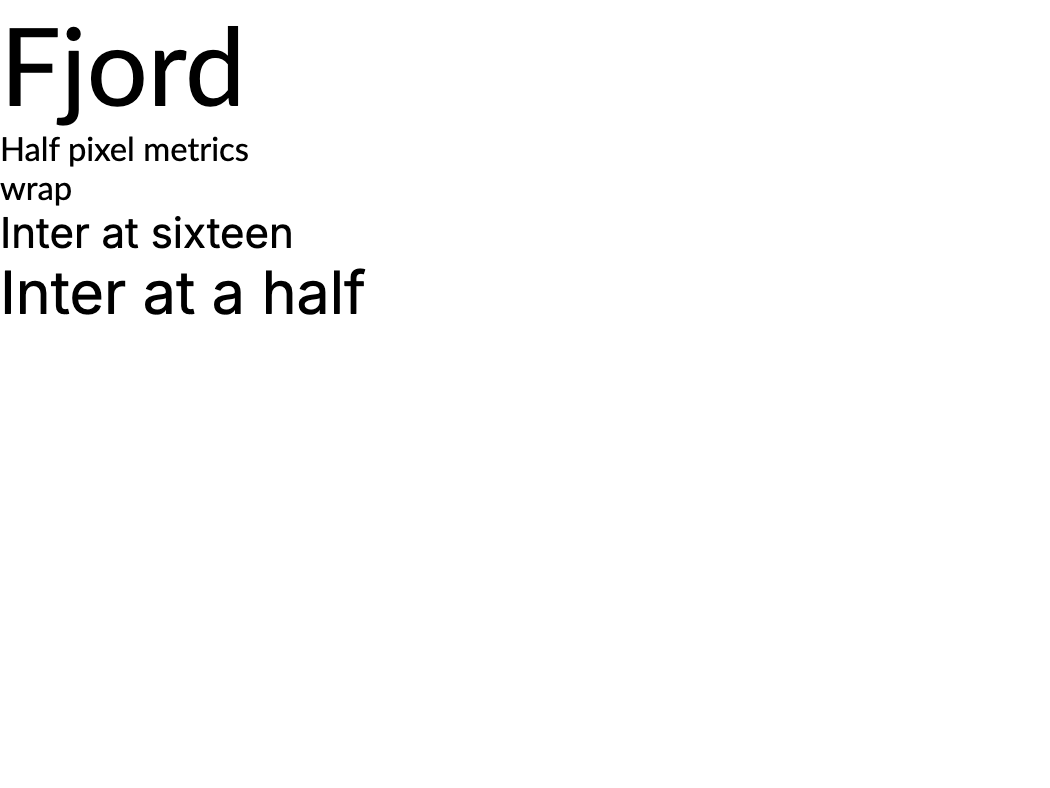 Fjord
Half pixel metrics
wrap
Inter at sixteen
Inter at a half